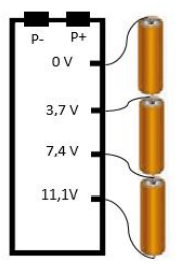 P- P+
0 V
3,7 V
7,4 V
11,1V